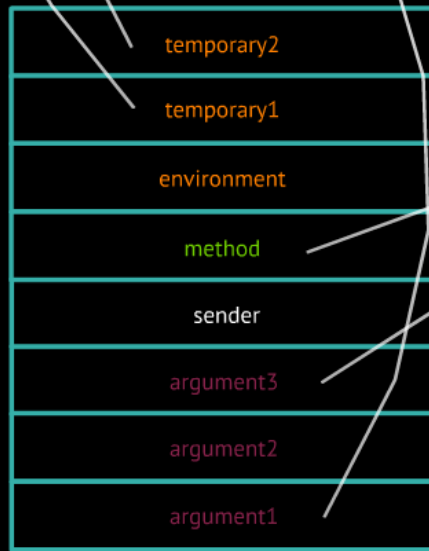 temporary2
temporary1
environment
method
sender
argument3
argument2
argument1